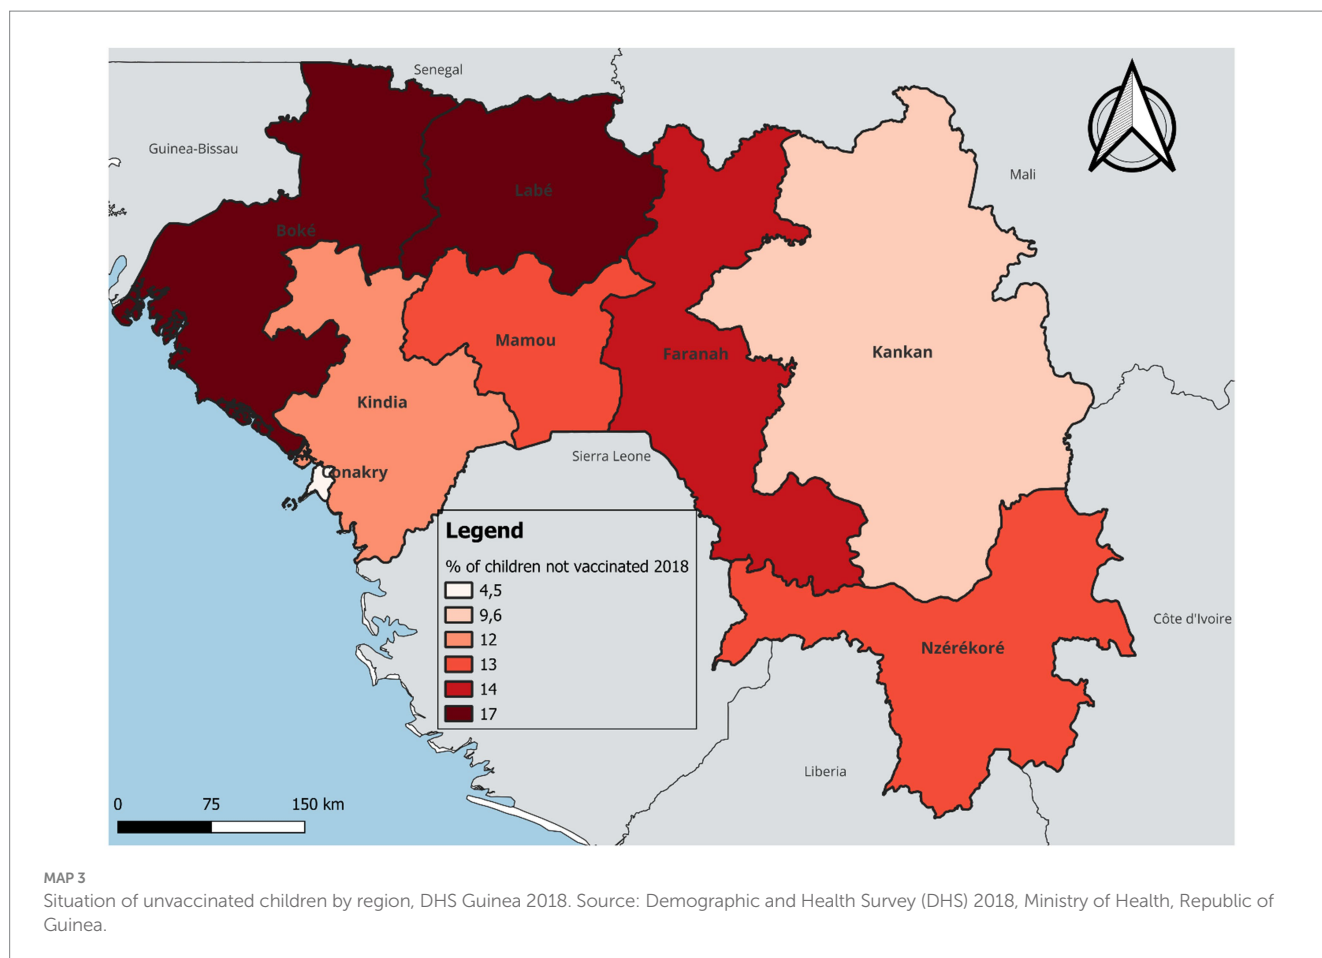 Senegal
Guinea-Bissau
Mali
Labé
Boké
Mamou
Faranah
Kankan
Kindia
Sierra Leone
Conakry
Legend
% of children not vaccinated 2018
4,5
9,6
12
13
14
17
Côte d'Ivoire
Nzérékoré
Liberia
0 75 150 km
MAP 3
Situation of unvaccinated children by region, DHS Guinea 2018. Source: Demographic and Health Survey (DHS) 2018, Ministry of Health, Republic of
Guinea.